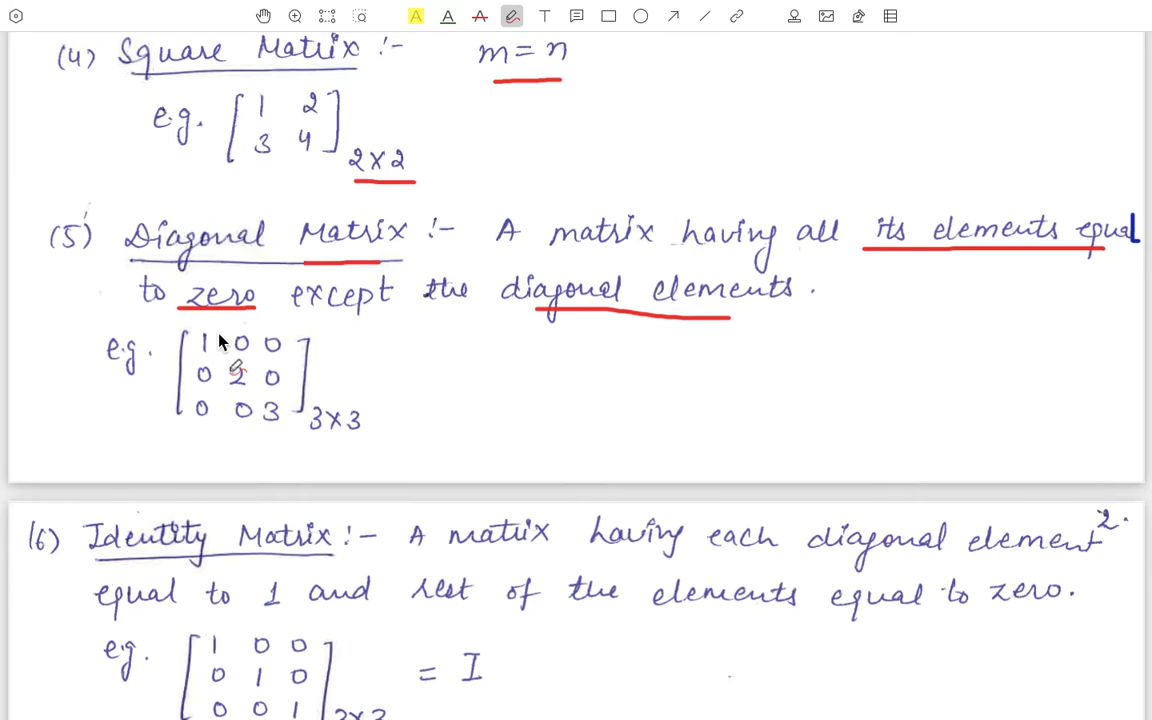 (4) Square Matrix :- m = n
e.g. [1 2
3 4] 2×2
(5) Diagonal Matrix :- A matrix having all its elements equal
to zero except the diagonal elements.
e.g. [1 0 0
0 2 0
0 0 3] 3×3
(6) Identity Matrix :- A matrix having each diagonal element 2.
equal to 1 and rest of the elements equal to zero.
e.g. [1 0 0
0 1 0 = I
0 0 1]